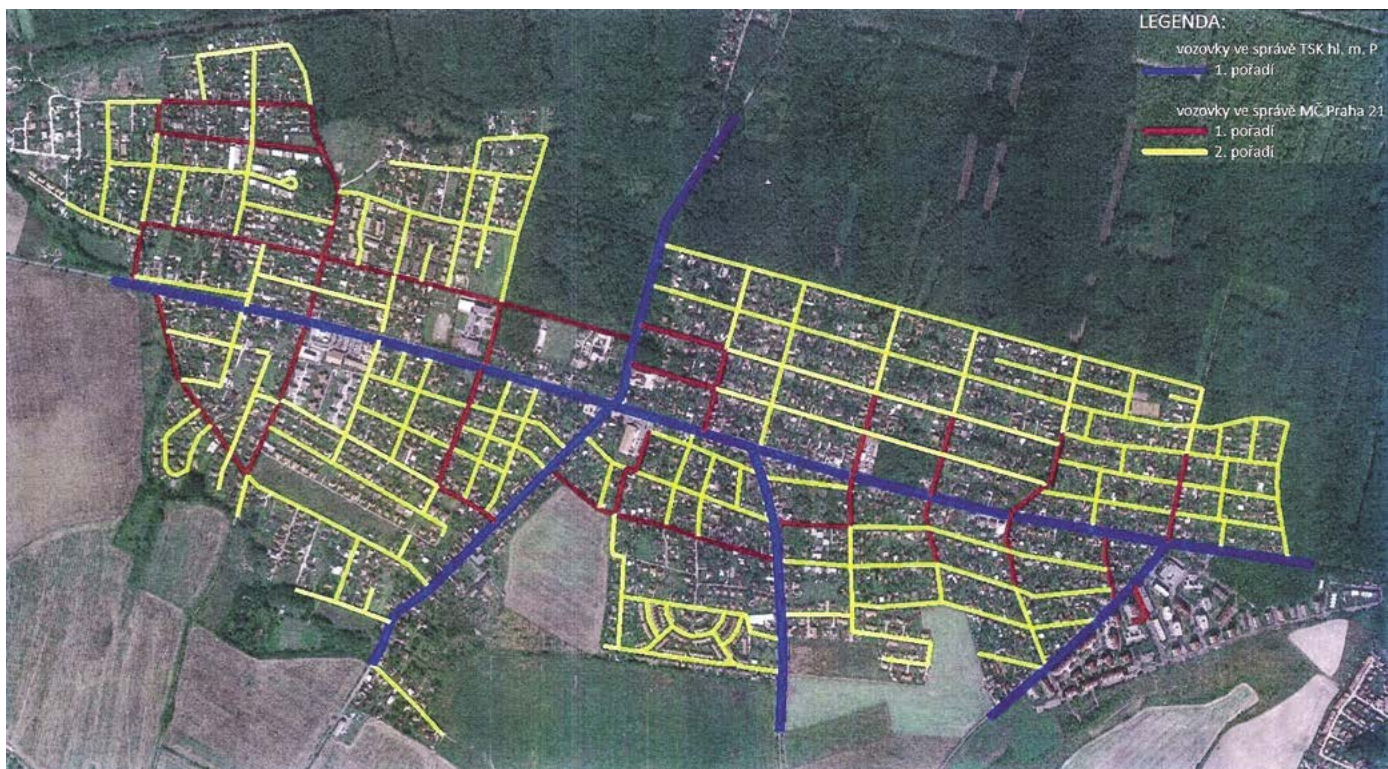 LEGENDA:
vozovky ve správě TSK hl. m. P
1. pořadí
vozovky ve správě MČ Praha 21
1. pořadí
2. pořadí